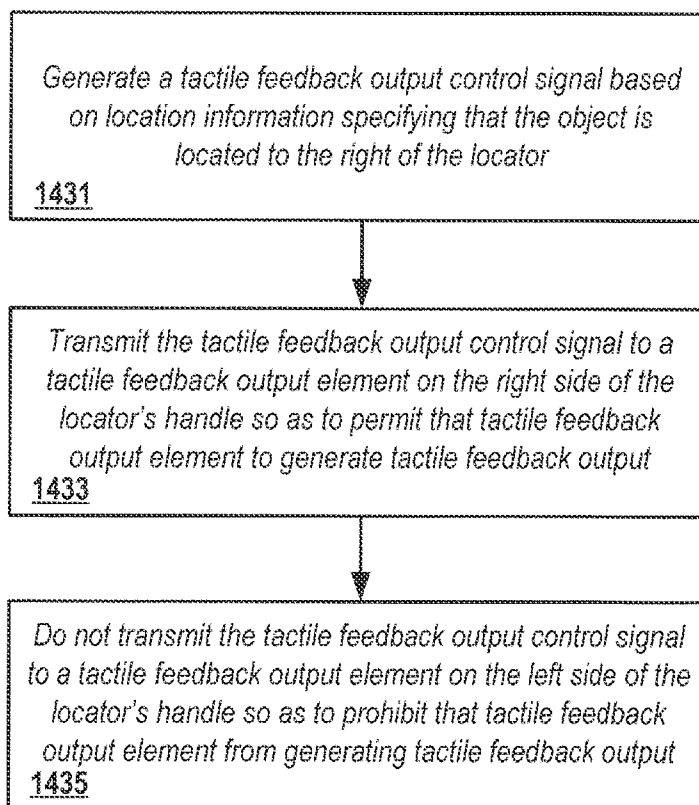 Generate a tactile feedback output control signal based
on location information specifying that the object is
located to the right of the locator
1431
Transmit the tactile feedback output control signal to a
tactile feedback output element on the right side of the
locator's handle so as to permit that tactile feedback
output element to generate tactile feedback output
1433
Do not transmit the tactile feedback output control signal
to a tactile feedback output element on the left side of the
locator's handle so as to prohibit that tactile feedback
output element from generating tactile feedback output
1435